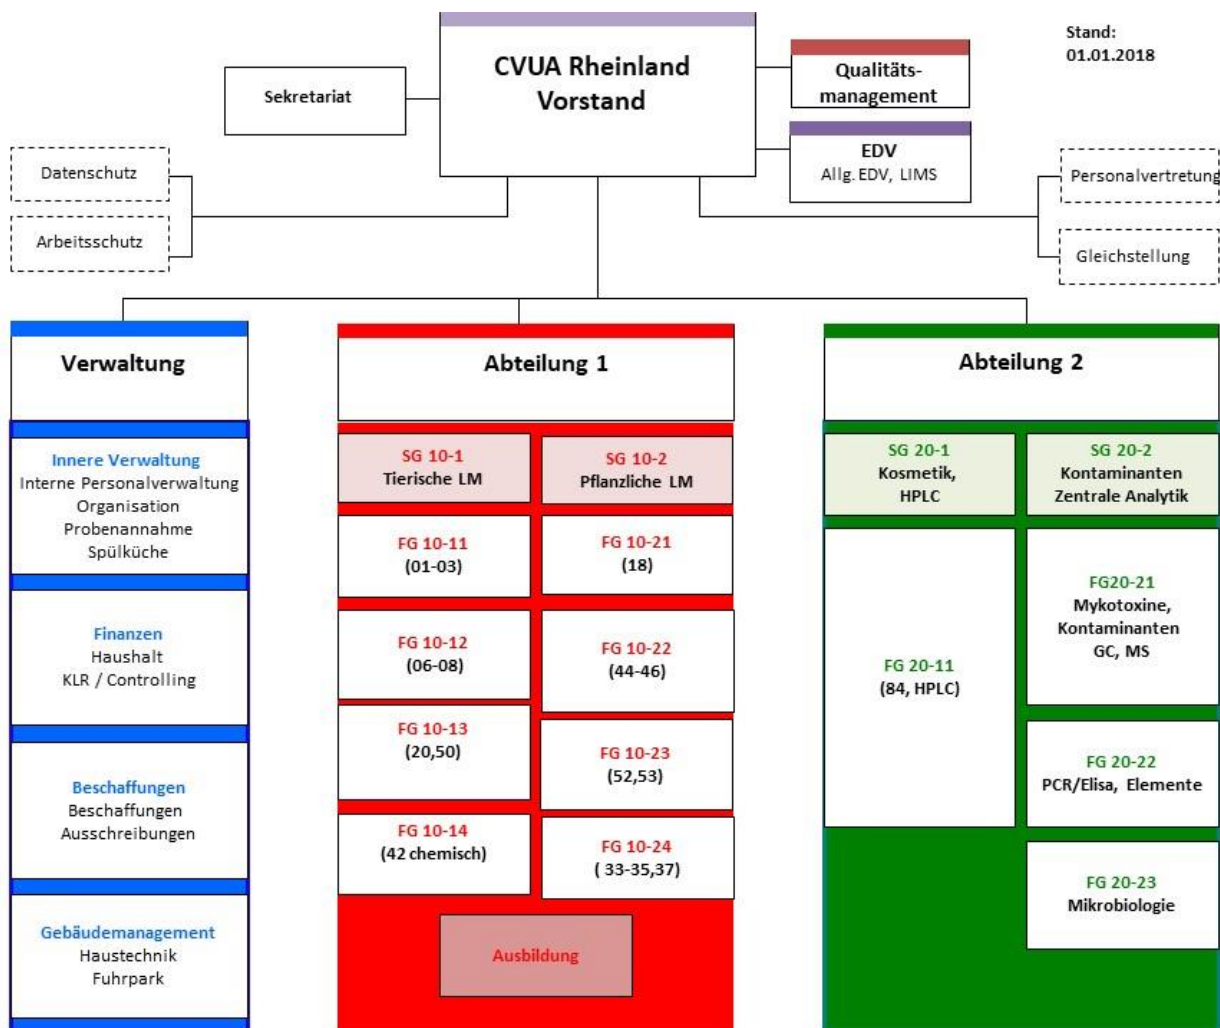 Stand:
01.01.2018
CVUA Rheinland
Vorstand
Sekretariat
Qualitäts-
management
EDV
Allg. EDV, LIMS
Datenschutz
Arbeitsschutz
Personalvertretung
Gleichstellung
Verwaltung
Innere Verwaltung
Interne Personalverwaltung
Organisation
Probenannahme
Spülküche
Finanzen
Haushalt
KLR / Controlling
Beschaffungen
Beschaffungen
Ausschreibungen
Gebäudemanagement
Haustechnik
Fuhrpark
Abteilung 1
SG 10-1
Tierische LM
FG 10-11
(01-03)
FG 10-12
(06-08)
FG 10-13
(20,50)
FG 10-14
(42 chemisch)
SG 10-2
Pflanzliche LM
FG 10-21
(18)
FG 10-22
(44-46)
FG 10-23
(52,53)
FG 10-24
( 33-35,37)
Ausbildung
Abteilung 2
SG 20-1
Kosmetik,
HPLC
FG 20-11
(84, HPLC)
SG 20-2
Kontaminanten
Zentrale Analytik
FG20-21
Mykotoxine,
Kontaminanten
GC, MS
FG 20-22
PCR/Elisa, Elemente
FG 20-23
Mikrobiologie